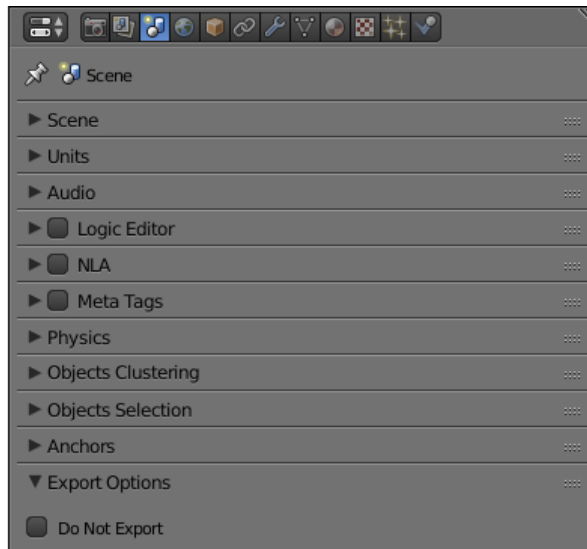 Scene
Scene
Units
Audio
Logic Editor
NLA
Meta Tags
Physics
Objects Clustering
Objects Selection
Anchors
Export Options
Do Not Export